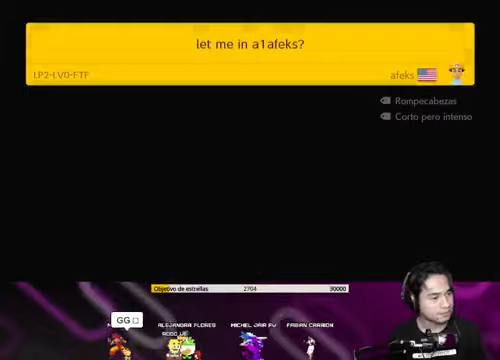 let me in a1afeks?
LP2-LV0-FTF
afeks
Rompecabezas
Corto pero intenso
Objetivo de estrellas
2704
30000
GG
ALEJANDRA FLORES
MICHEL JAIR FU
FABIAN CARRION